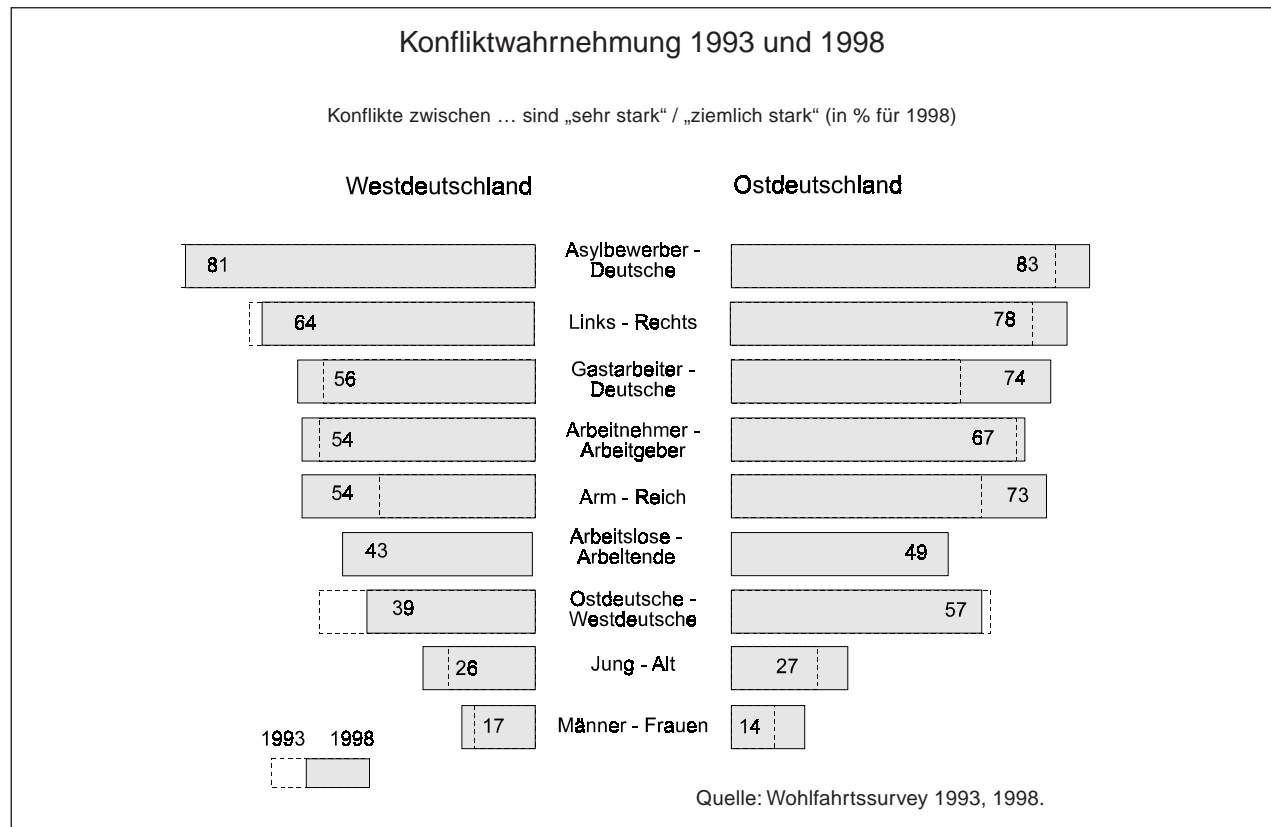 Konfliktwahrnehmung 1993 und 1998
Konflikte zwischen … sind „sehr stark“ / „ziemlich stark“ (in % für 1998)
Westdeutschland
Ostdeutschland
81
Asylbewerber -
Deutsche
83
64
Links - Rechts
78
56
Gastarbeiter -
Deutsche
74
54
Arbeitnehmer -
Arbeitgeber
67
54
Arm - Reich
73
43
Arbeitslose -
Arbeitende
49
39
Ostdeutsche -
Westdeutsche
57
26
Jung - Alt
27
17
Männer - Frauen
14
1993
1998
Quelle: Wohlfahrtssurvey 1993, 1998.